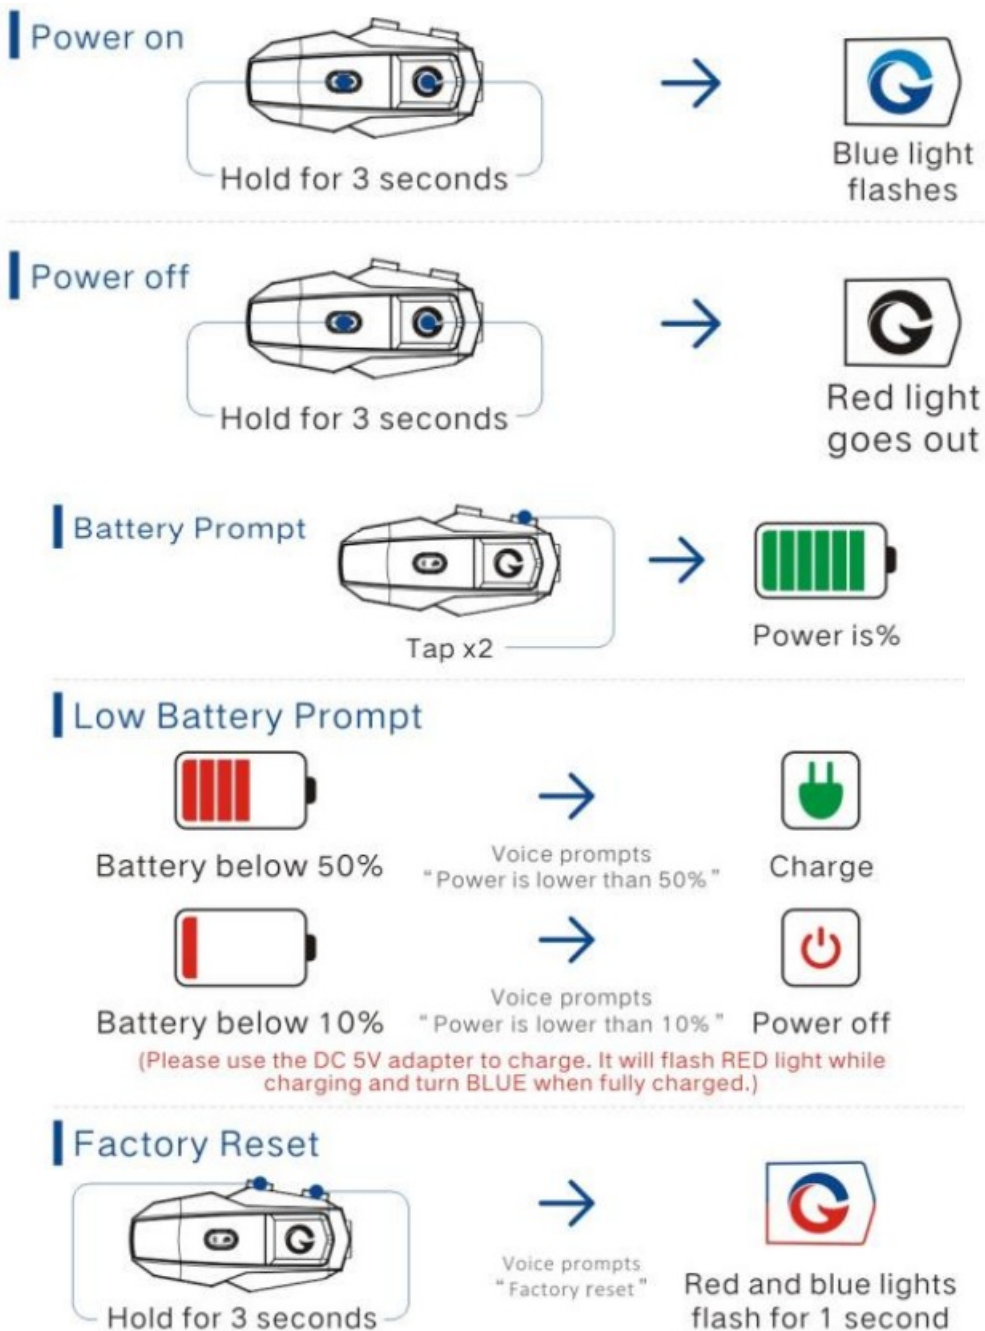 Power on
Hold for 3 seconds
Blue light
flashes
Power off
Hold for 3 seconds
Red light
goes out
Battery Prompt
Tap x2
Power is%
Low Battery Prompt
Battery below 50%
Voice prompts
“Power is lower than 50%”
Charge
Battery below 10%
Voice prompts
“Power is lower than 10%”
Power off
(Please use the DC 5V adapter to charge. It will flash RED light while
charging and turn BLUE when fully charged.)
Factory Reset
Hold for 3 seconds
Voice prompts
“Factory reset”
Red and blue lights
flash for 1 second